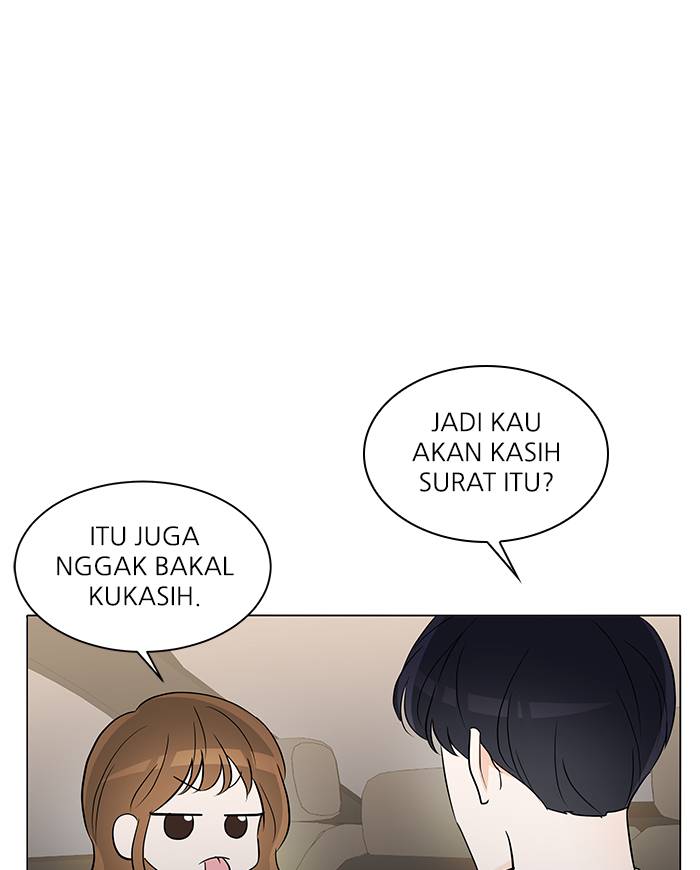 JADI KAU
AKAN KASIH
SURAT ITU?
ITU JUGA
NGGAK BAKAL
KUKASIH.